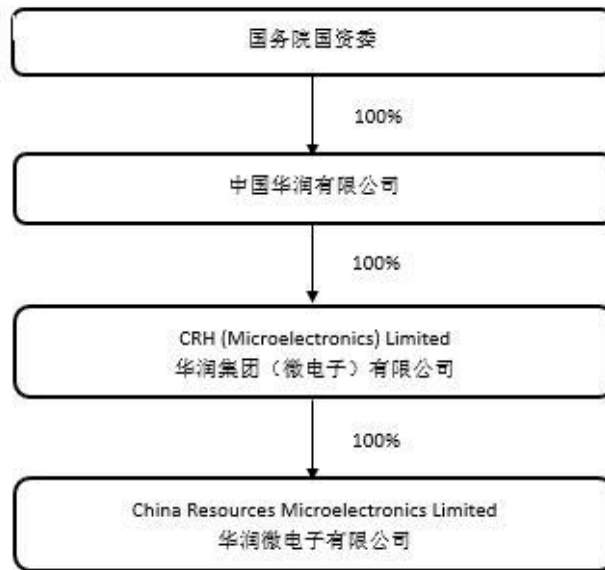 国务院国资委
100%
中国华润有限公司
100%
CRH (Microelectronics) Limited
华润集团（微电子）有限公司
100%
China Resources Microelectronics Limited
华润微电子有限公司